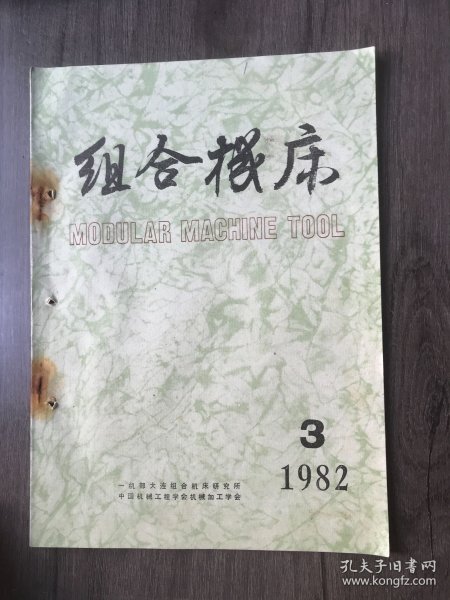 组合機床
MODULAR MACHINE TOOL
3
1982
一机部大连组合机床研究所
中国机械工程学会机械加工学会
孔夫子旧书网
www.kongfz.com